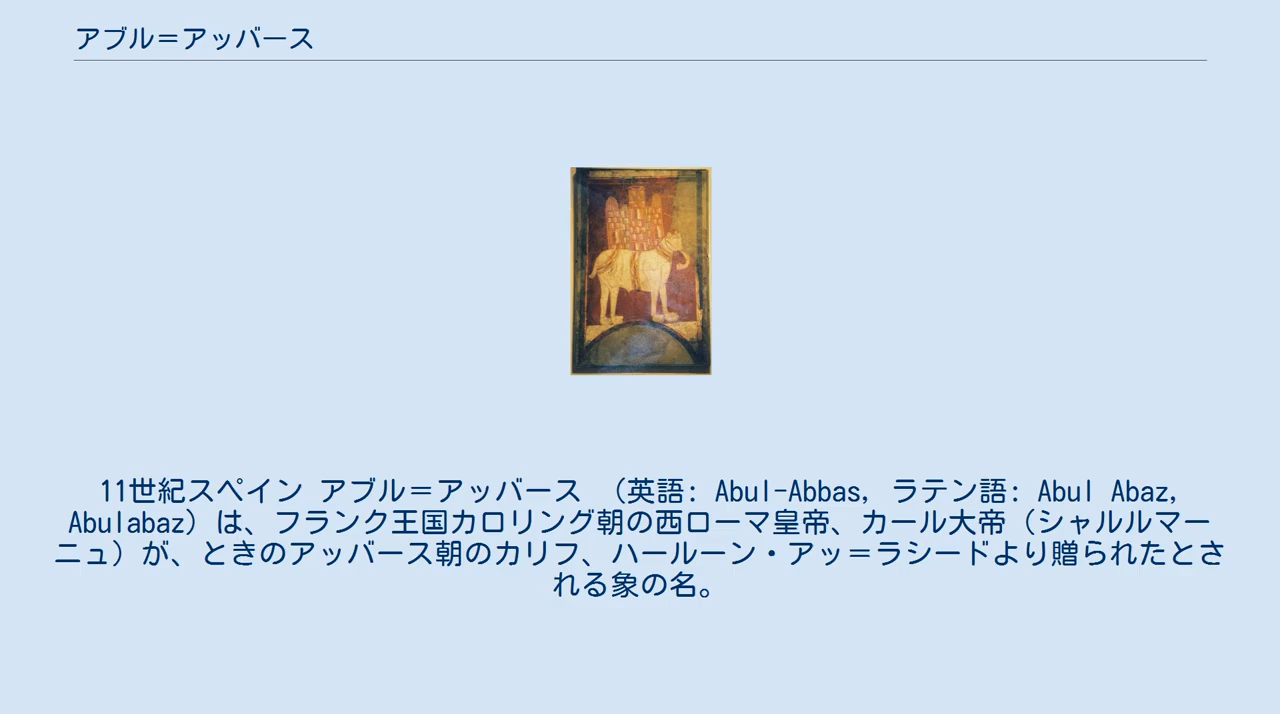 アブル＝アッバース
11世紀スペイン アブル＝アッバース （英語: Abul-Abbas, ラテン語: Abul Abaz,
Abulabaz）は、フランク王国カロリング朝の西ローマ皇帝、カール大帝（シャルルマー
ニュ）が、ときのアッバース朝のカリフ、ハールーン・アッ＝ラシードより贈られたとさ
れる象の名。